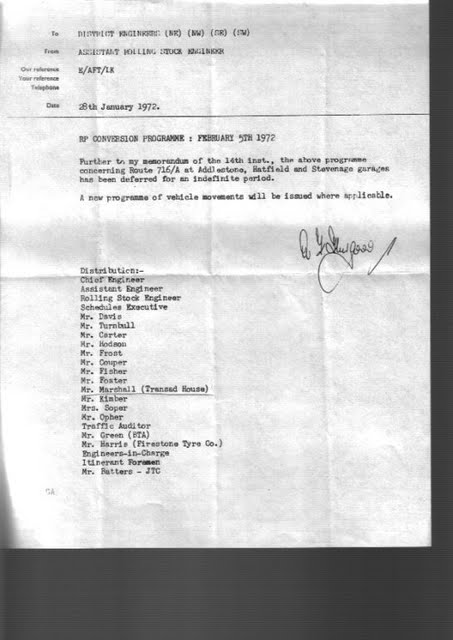 To DISTRICT ENGINEERS (NE) (NW) (SE) (SW)
From ASSISTANT ROLLING STOCK ENGINEER
Our reference E/AFT/LK
Your reference
Telephone
Date 28th January 1972.
RP CONVERSION PROGRAMME : FEBRUARY 5TH 1972
Further to my memorandum of the 14th inst., the above programme
concerning Route 716/A at Addlestone, Hatfield and Stevenage garages
has been deferred for an indefinite period.
A new programme of vehicle movements will be issued where applicable.
Distribution:-
Chief Engineer
Assistant Engineer
Rolling Stock Engineer
Schedules Executive
Mr. Davis
Mr. Turnbull
Mr. Carter
Mr. Hodson
Mr. Frost
Mr. Couper
Mr. Fisher
Mr. Foster
Mr. Marshall (Transad House)
Mr. Kimber
Mrs. Soper
Mr. Opher
Traffic Auditor
Mr. Green (BTA)
Mr. Harris (Firestone Tyre Co.)
Engineers-in-Charge
Itinerant Foremen
Mr. Batters - JTC